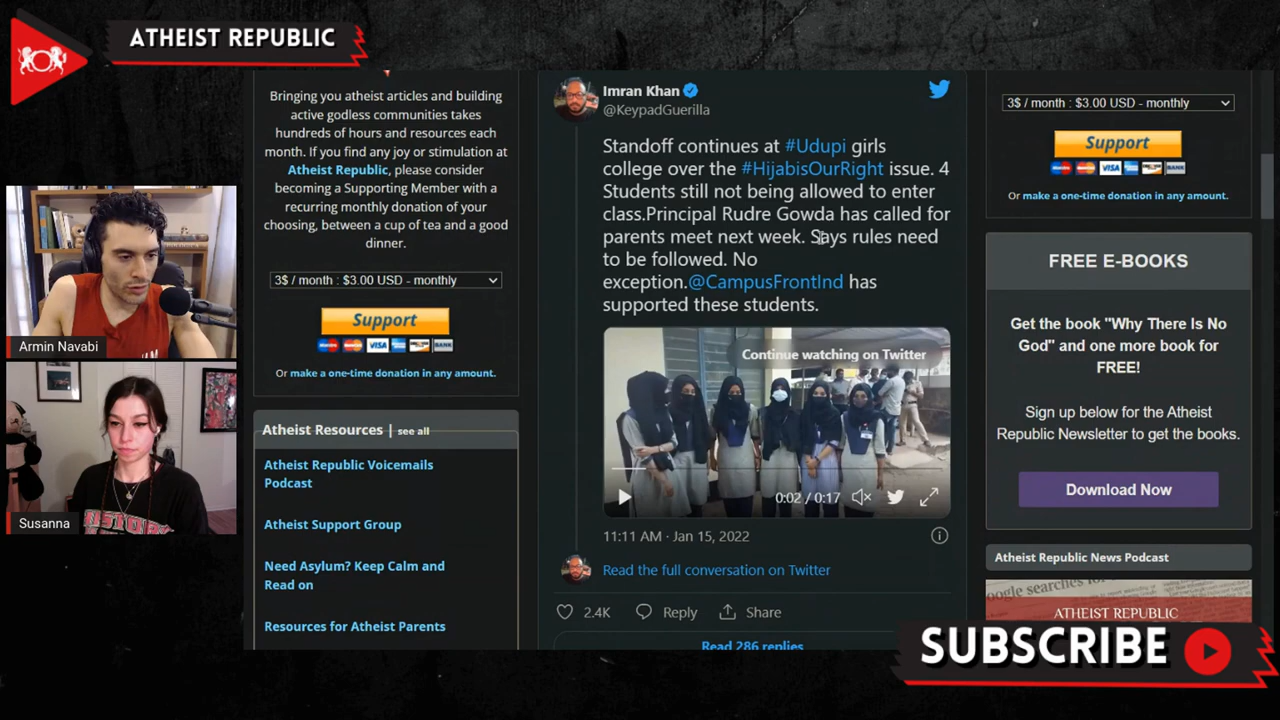 ATHEIST REPUBLIC
Bringing you atheist articles and building
active godless communities takes
hundreds of hours and resources each
month. If you find any joy or stimulation at
Atheist Republic, please consider
becoming a Supporting Member with a
recurring monthly donation of your
choosing, between a cup of tea and a good
dinner.
3$ / month : $3.00 USD - monthly
Support
VISA
BANK
Or make a one-time donation in any amount.
Atheist Resources | see all
Atheist Republic Voicemails
Podcast
Atheist Support Group
Need Asylum? Keep Calm and
Read on
Resources for Atheist Parents
Armin Navabi
Susanna
Imran Khan
@KeypadGuerilla
Standoff continues at #Udupi girls
college over the #HijabisOurRight issue. 4
Students still not being allowed to enter
class.Principal Rudre Gowda has called for
parents meet next week. Says rules need
to be followed. No
exception.@CampusFrontInd has
supported these students.
Continue watching on Twitter
0:02 / 0:17
11:11 AM · Jan 15, 2022
Read the full conversation on Twitter
2.4K
Reply
Share
Read 286 replies
3$ / month : $3.00 USD - monthly
Support
VISA
BANK
Or make a one-time donation in any amount.
FREE E-BOOKS
Get the book "Why There Is No
God" and one more book for
FREE!
Sign up below for the Atheist
Republic Newsletter to get the books.
Download Now
Atheist Republic News Podcast
oogle searches fo
ATHEIST REPUBLIC
SUBSCRIBE